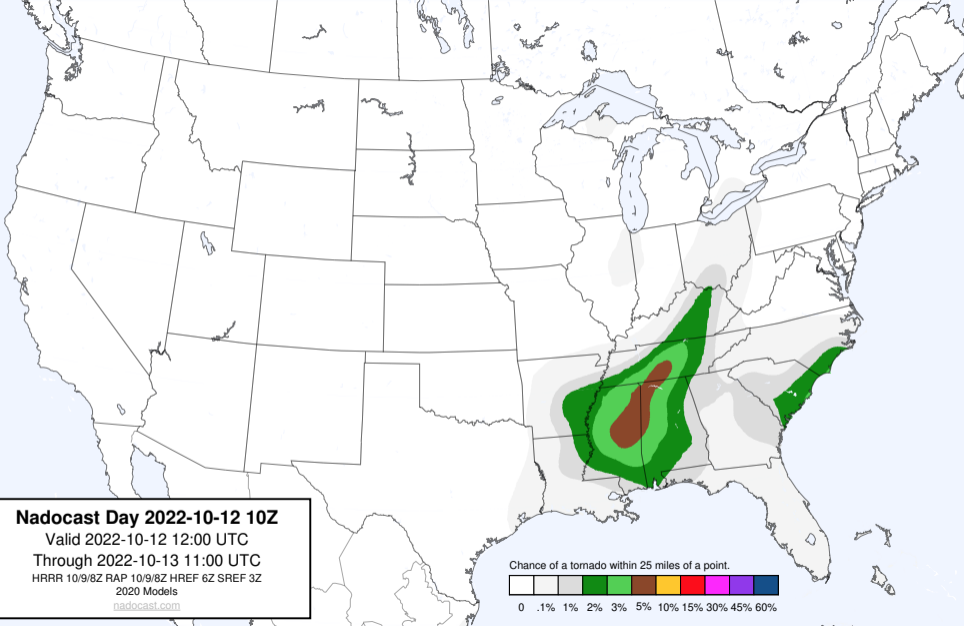 Nadocast Day 2022-10-12 10Z
Valid 2022-10-12 12:00 UTC
Through 2022-10-13 11:00 UTC
HRRR 10/9/8Z RAP 10/9/8Z HREF 6Z SREF 3Z
2020 Models
nadocast.com
Chance of a tornado within 25 miles of a point.
0 .1% 1% 2% 3% 5% 10% 15% 30% 45% 60%